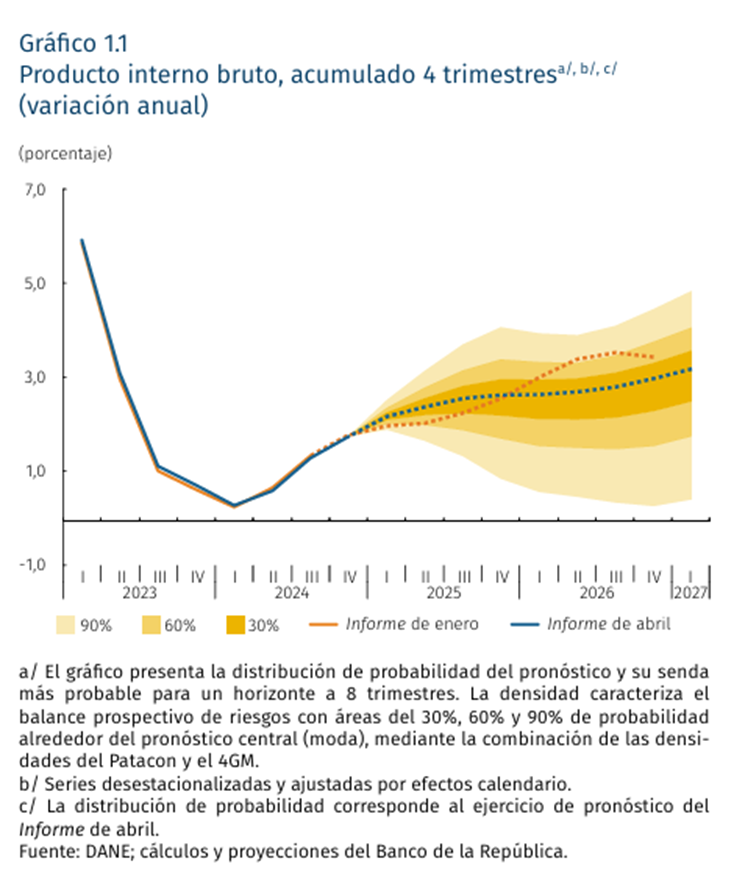 Gráfico 1.1
Producto interno bruto, acumulado 4 trimestresa/, b/, c/
(variación anual)
(porcentaje)
7,0
5,0
3,0
1,0
-1,0
I II III IV I II III IV I II III IV I II III IV I
2023 2024 2025 2026 2027
90% 60% 30% Informe de enero Informe de abril
a/ El gráfico presenta la distribución de probabilidad del pronóstico y su senda
más probable para un horizonte a 8 trimestres. La densidad caracteriza el
balance prospectivo de riesgos con áreas del 30%, 60% y 90% de probabilidad
alrededor del pronóstico central (moda), mediante la combinación de las densi-
dades del Patacon y el 4GM.
b/ Series desestacionalizadas y ajustadas por efectos calendario.
c/ La distribución de probabilidad corresponde al ejercicio de pronóstico del
Informe de abril.
Fuente: DANE; cálculos y proyecciones del Banco de la República.